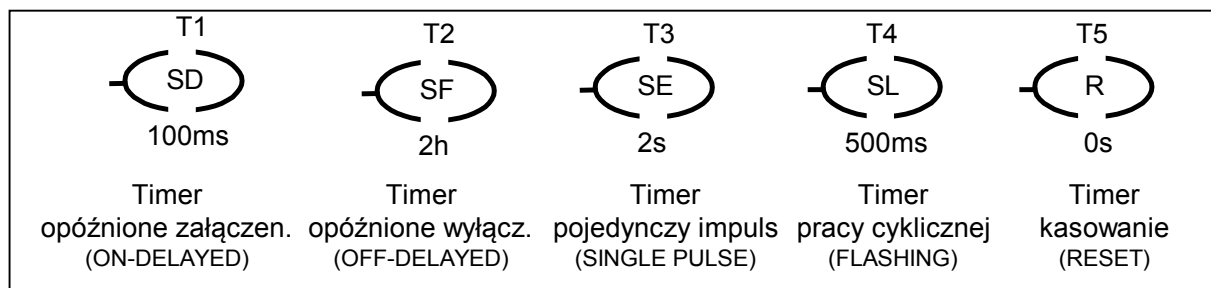 T1 T2 T3 T4 T5
SD SF SE SL R
100ms 2h 2s 500ms 0s
Timer Timer Timer Timer Timer
opóźnione załączen. opóźnione wyłącz. pojedynczy impuls pracy cyklicznej kasowanie
(ON-DELAYED) (OFF-DELAYED) (SINGLE PULSE) (FLASHING) (RESET)